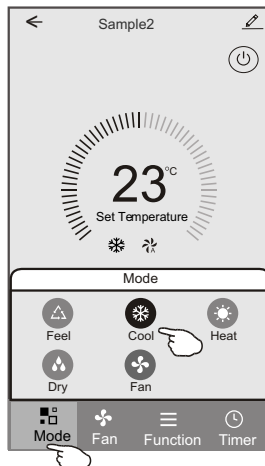 Sample2
23°C
Set Temperature
A
Mode
Feel Cool Heat
Dry Fan
Mode Fan Function Timer